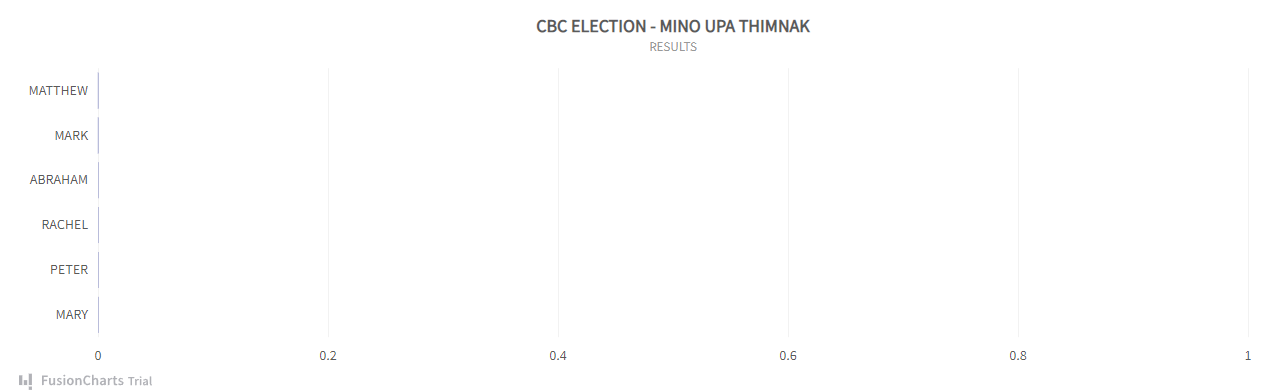 CBC ELECTION - MINO UPA THIMNAK
RESULTS
MATTHEW
MARK
ABRAHAM
RACHEL
PETER
MARY
0 0.2 0.4 0.6 0.8 1
FusionCharts Trial